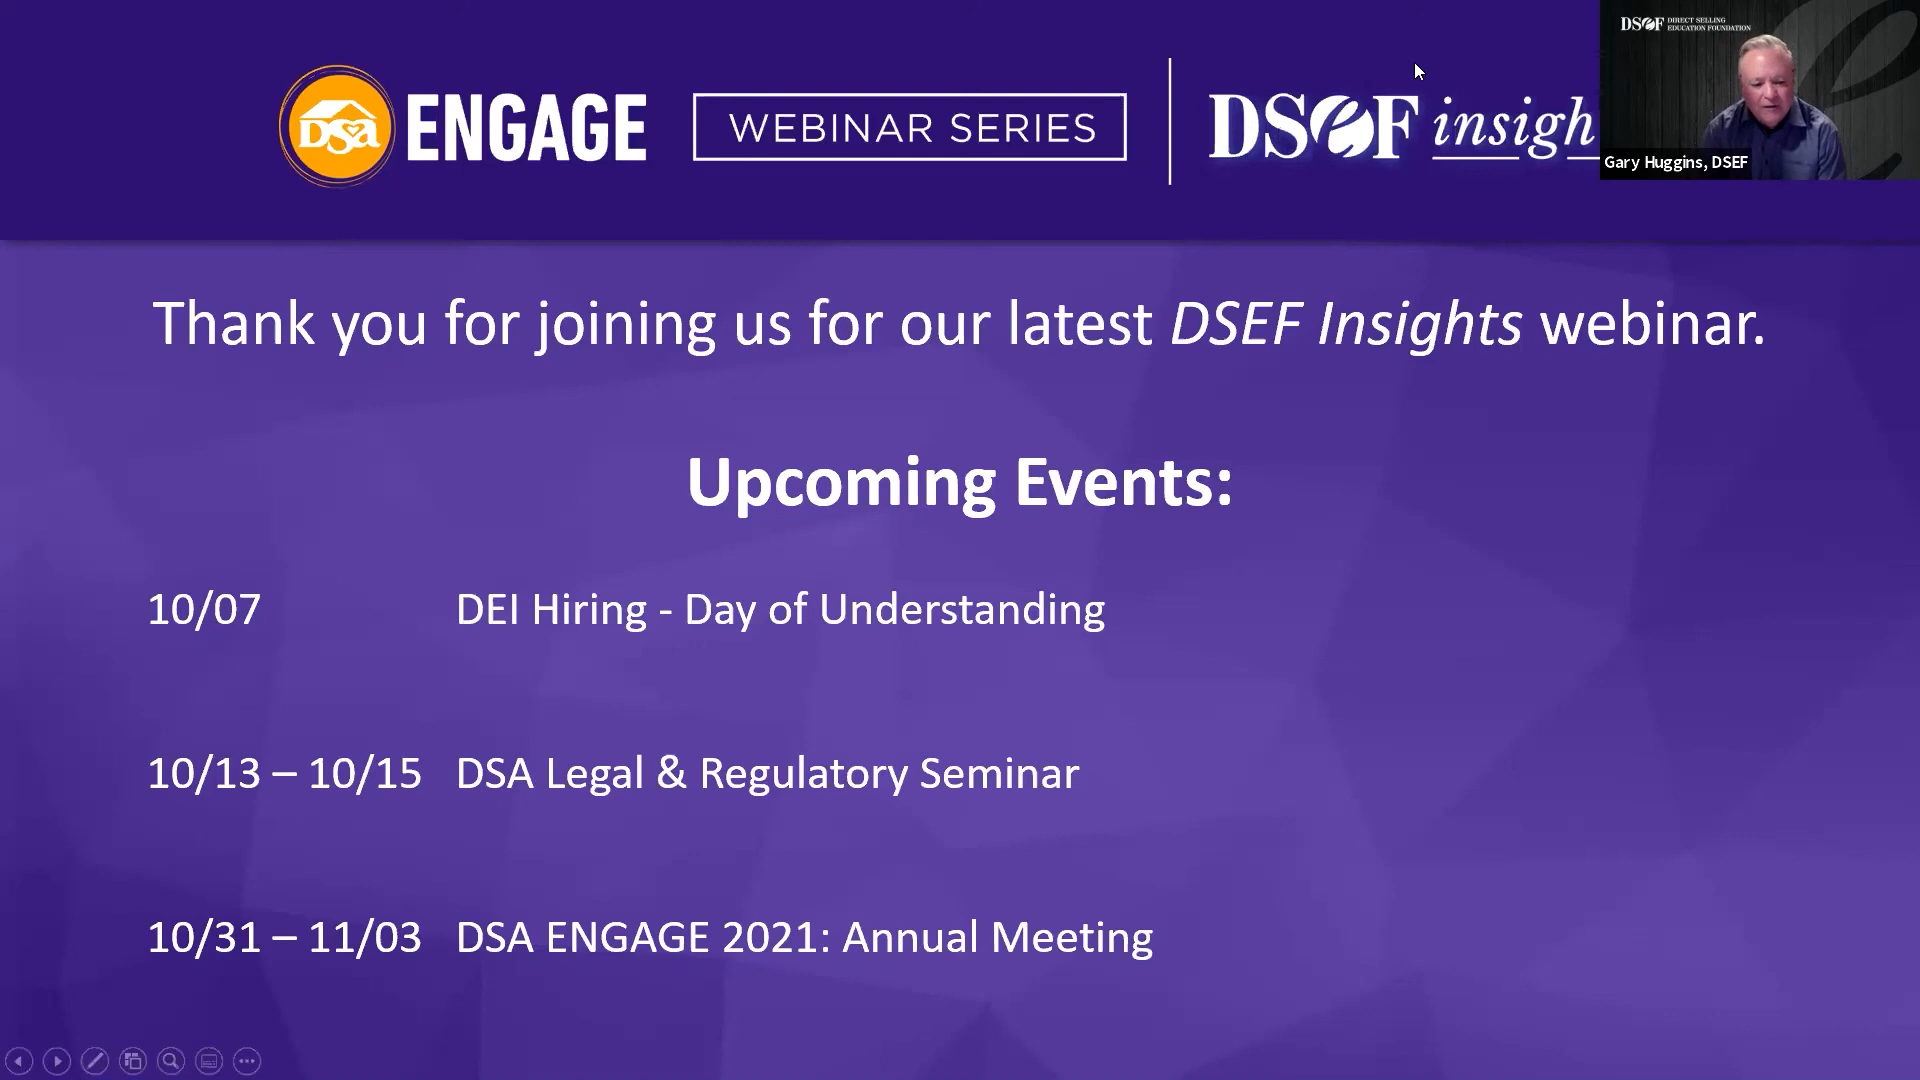 DSA ENGAGE WEBINAR SERIES DSEF insigh
DSEF DIRECT SELLING
EDUCATION FOUNDATION
Gary Huggins, DSEF
Thank you for joining us for our latest DSEF Insights webinar.
Upcoming Events:
10/07 DEI Hiring - Day of Understanding
10/13 – 10/15 DSA Legal & Regulatory Seminar
10/31 – 11/03 DSA ENGAGE 2021: Annual Meeting